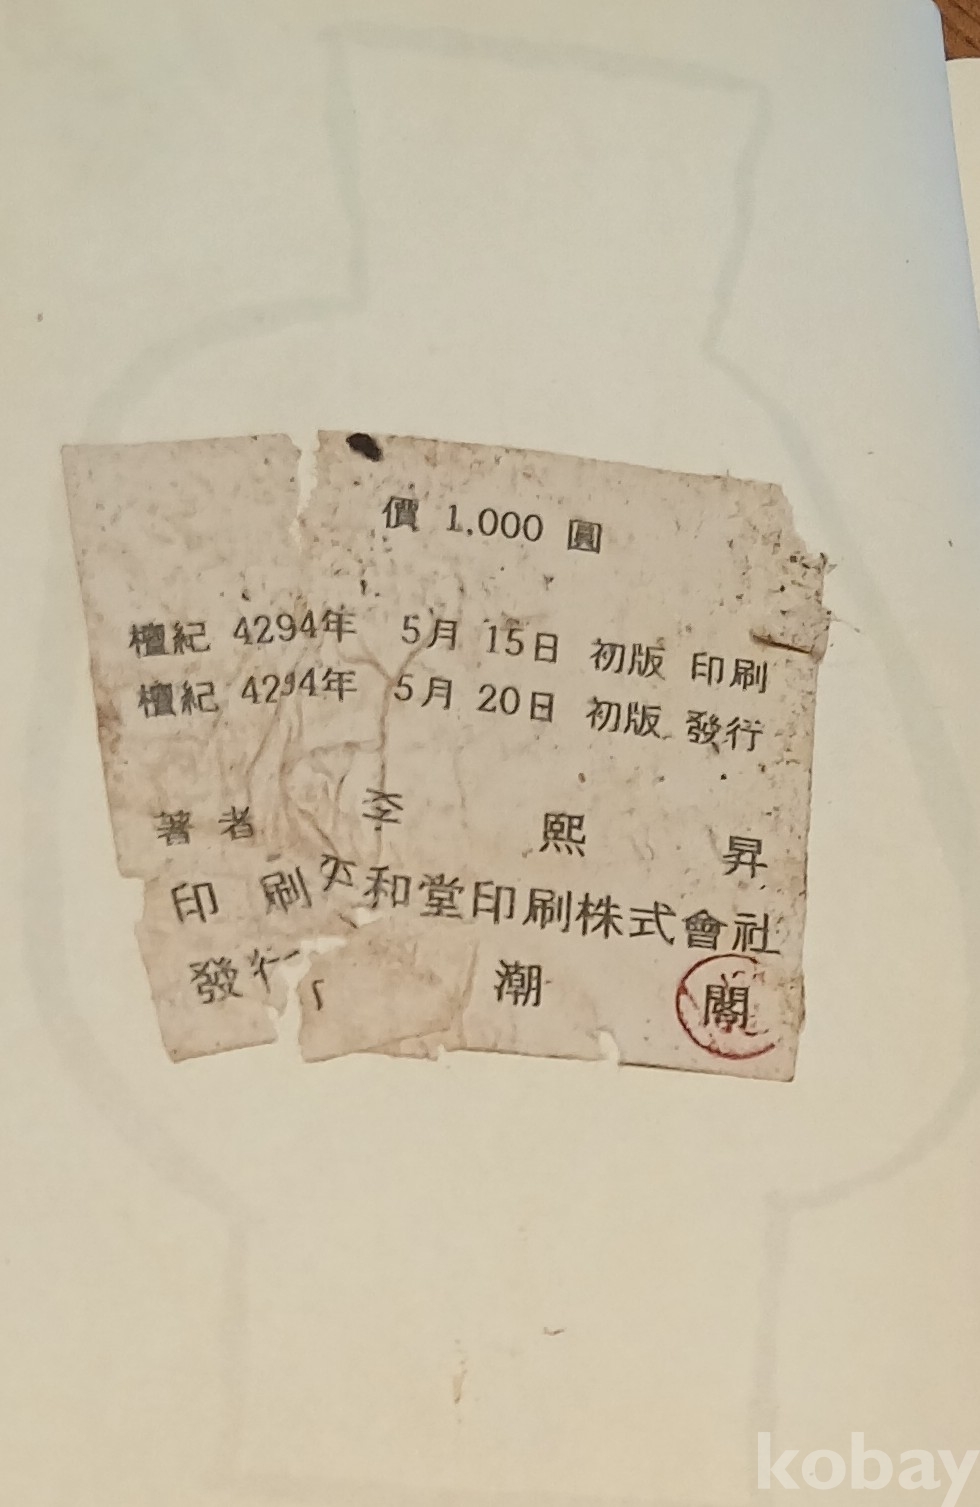 價 1,000 圓
檀紀 4294年 5月 15日 初版 印刷
檀紀 4294年 5月 20日 初版 發行
著者 李熙昇
印刷 和堂印刷株式會社
發行 潮閣
kobay